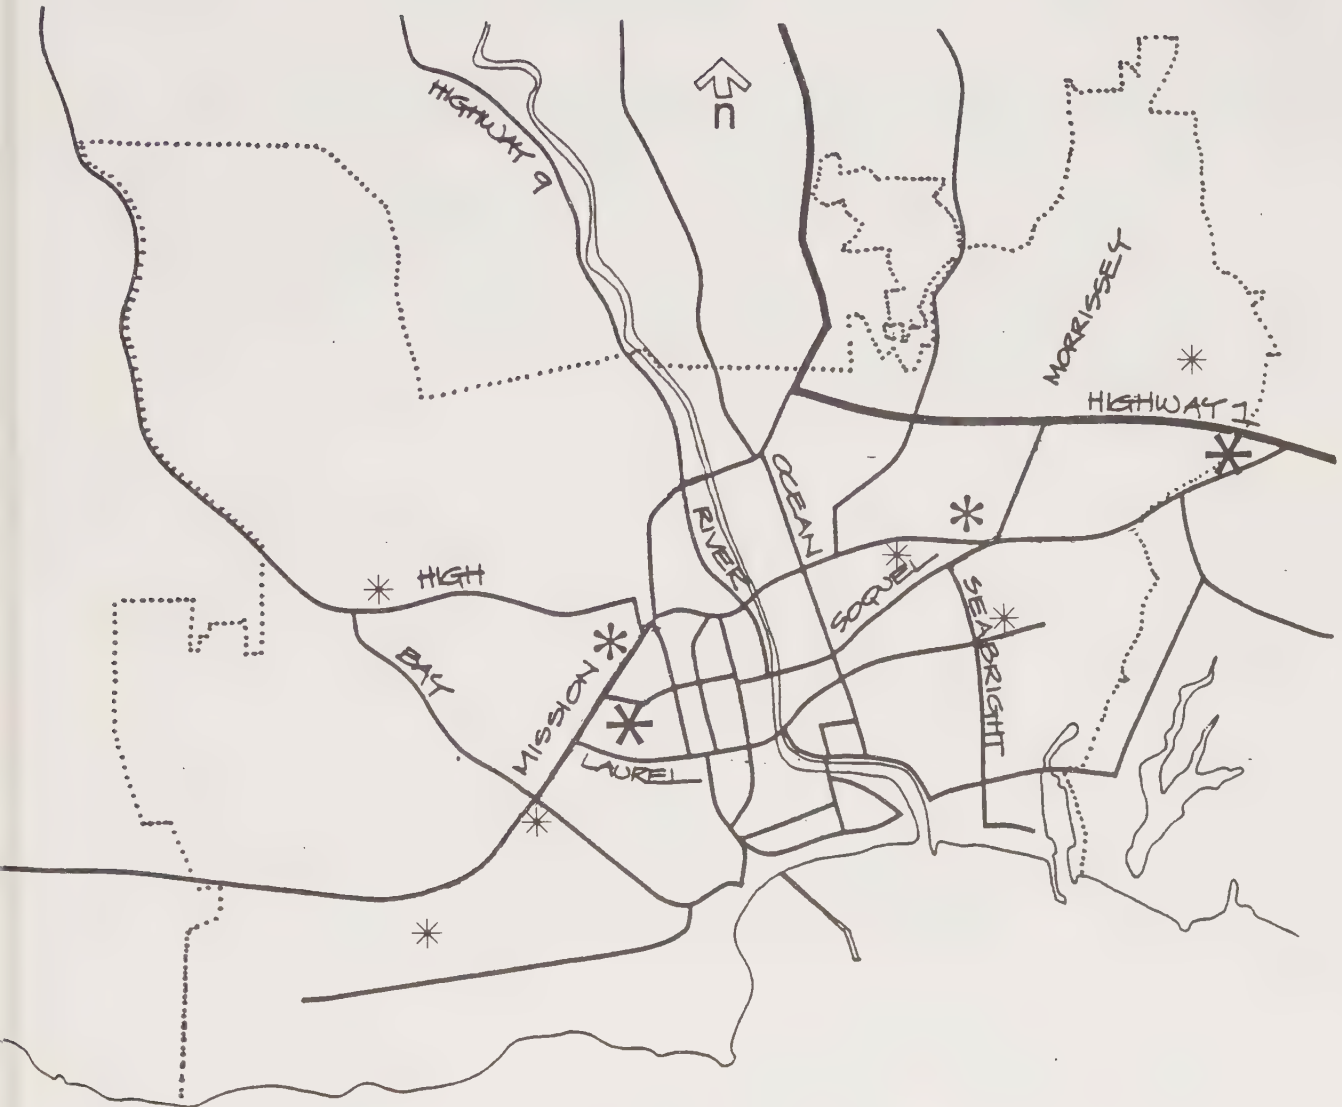 HIGHWAY 9
n
MORRISSEY
HIGHWAY 1
OCEAN
RIVER
HIGH
SOQUEL
SEABRIGHT
BAY
MISSION
LAUREL